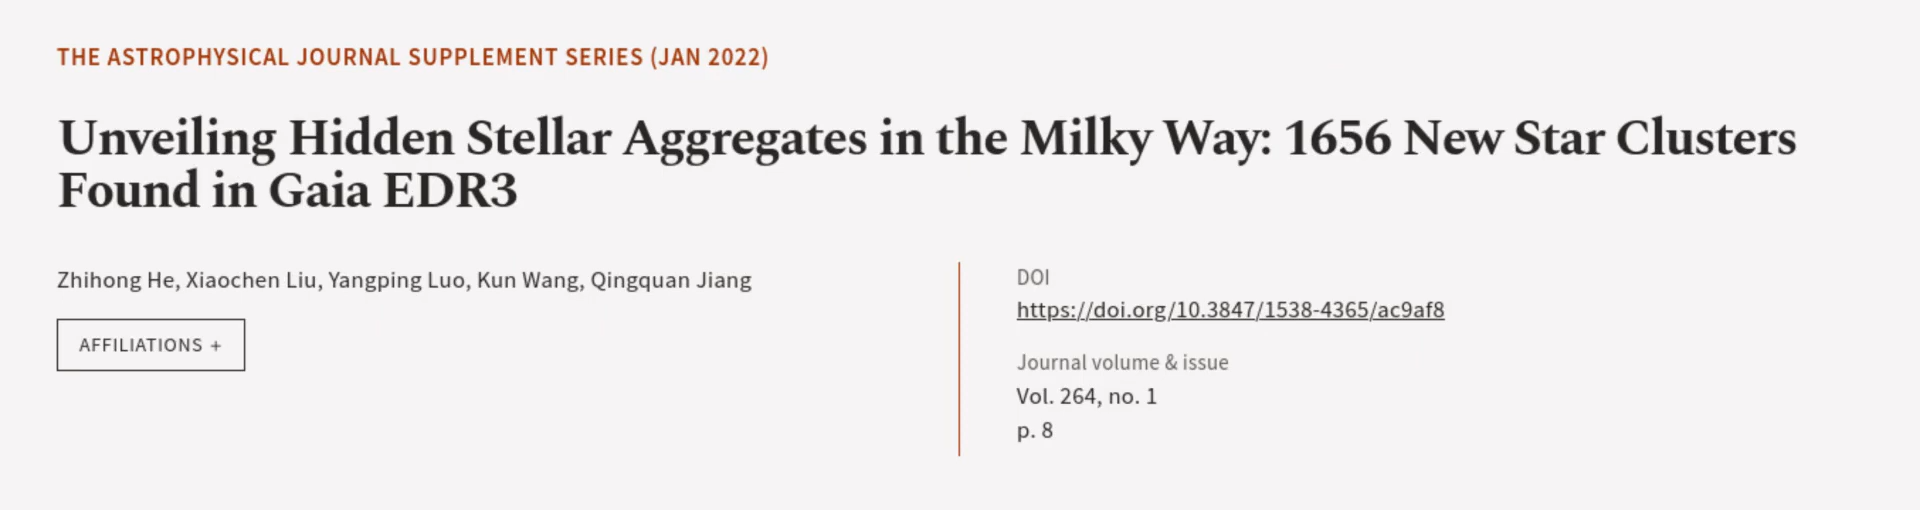 THE ASTROPHYSICAL JOURNAL SUPPLEMENT SERIES (JAN 2022)
Unveiling Hidden Stellar Aggregates in the Milky Way: 1656 New Star Clusters
Found in Gaia EDR3
Zhihong He, Xiaochen Liu, Yangping Luo, Kun Wang, Qingquan Jiang
AFFILIATIONS +
DOI
https://doi.org/10.3847/1538-4365/ac9af8
Journal volume & issue
Vol. 264, no. 1
p. 8